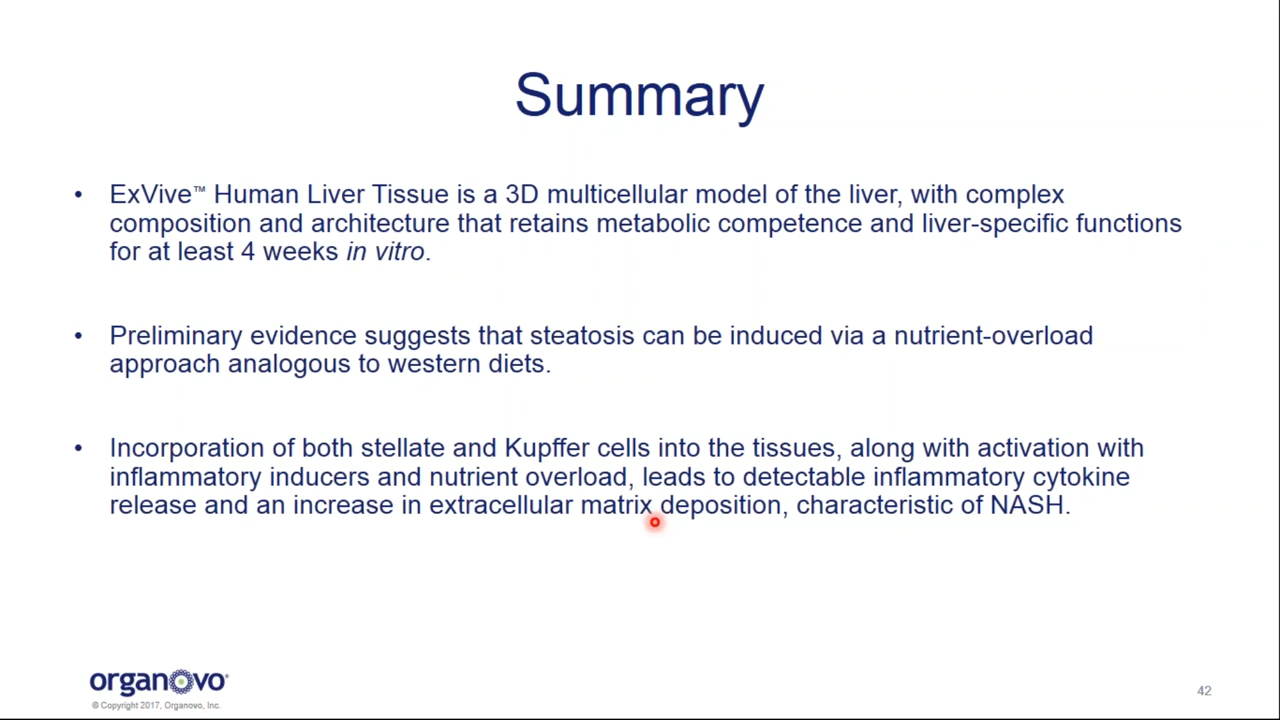 Summary
• ExVive™ Human Liver Tissue is a 3D multicellular model of the liver, with complex
composition and architecture that retains metabolic competence and liver-specific functions
for at least 4 weeks in vitro.
• Preliminary evidence suggests that steatosis can be induced via a nutrient-overload
approach analogous to western diets.
• Incorporation of both stellate and Kupffer cells into the tissues, along with activation with
inflammatory inducers and nutrient overload, leads to detectable inflammatory cytokine
release and an increase in extracellular matrix deposition, characteristic of NASH.
organovo®
© Copyright 2017, Organovo, Inc.
42